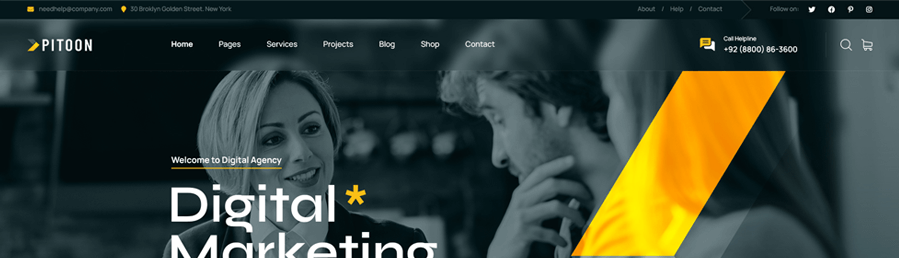 needhelp@company.com 30 Broklyn Golden Street, New York About / Help / Contact Follow on:
PITOON Home Pages Services Projects Blog Shop Contact Call Helpline
+92 (8800) 86-3600
Welcome to Digital Agency
Digital*
Marketing